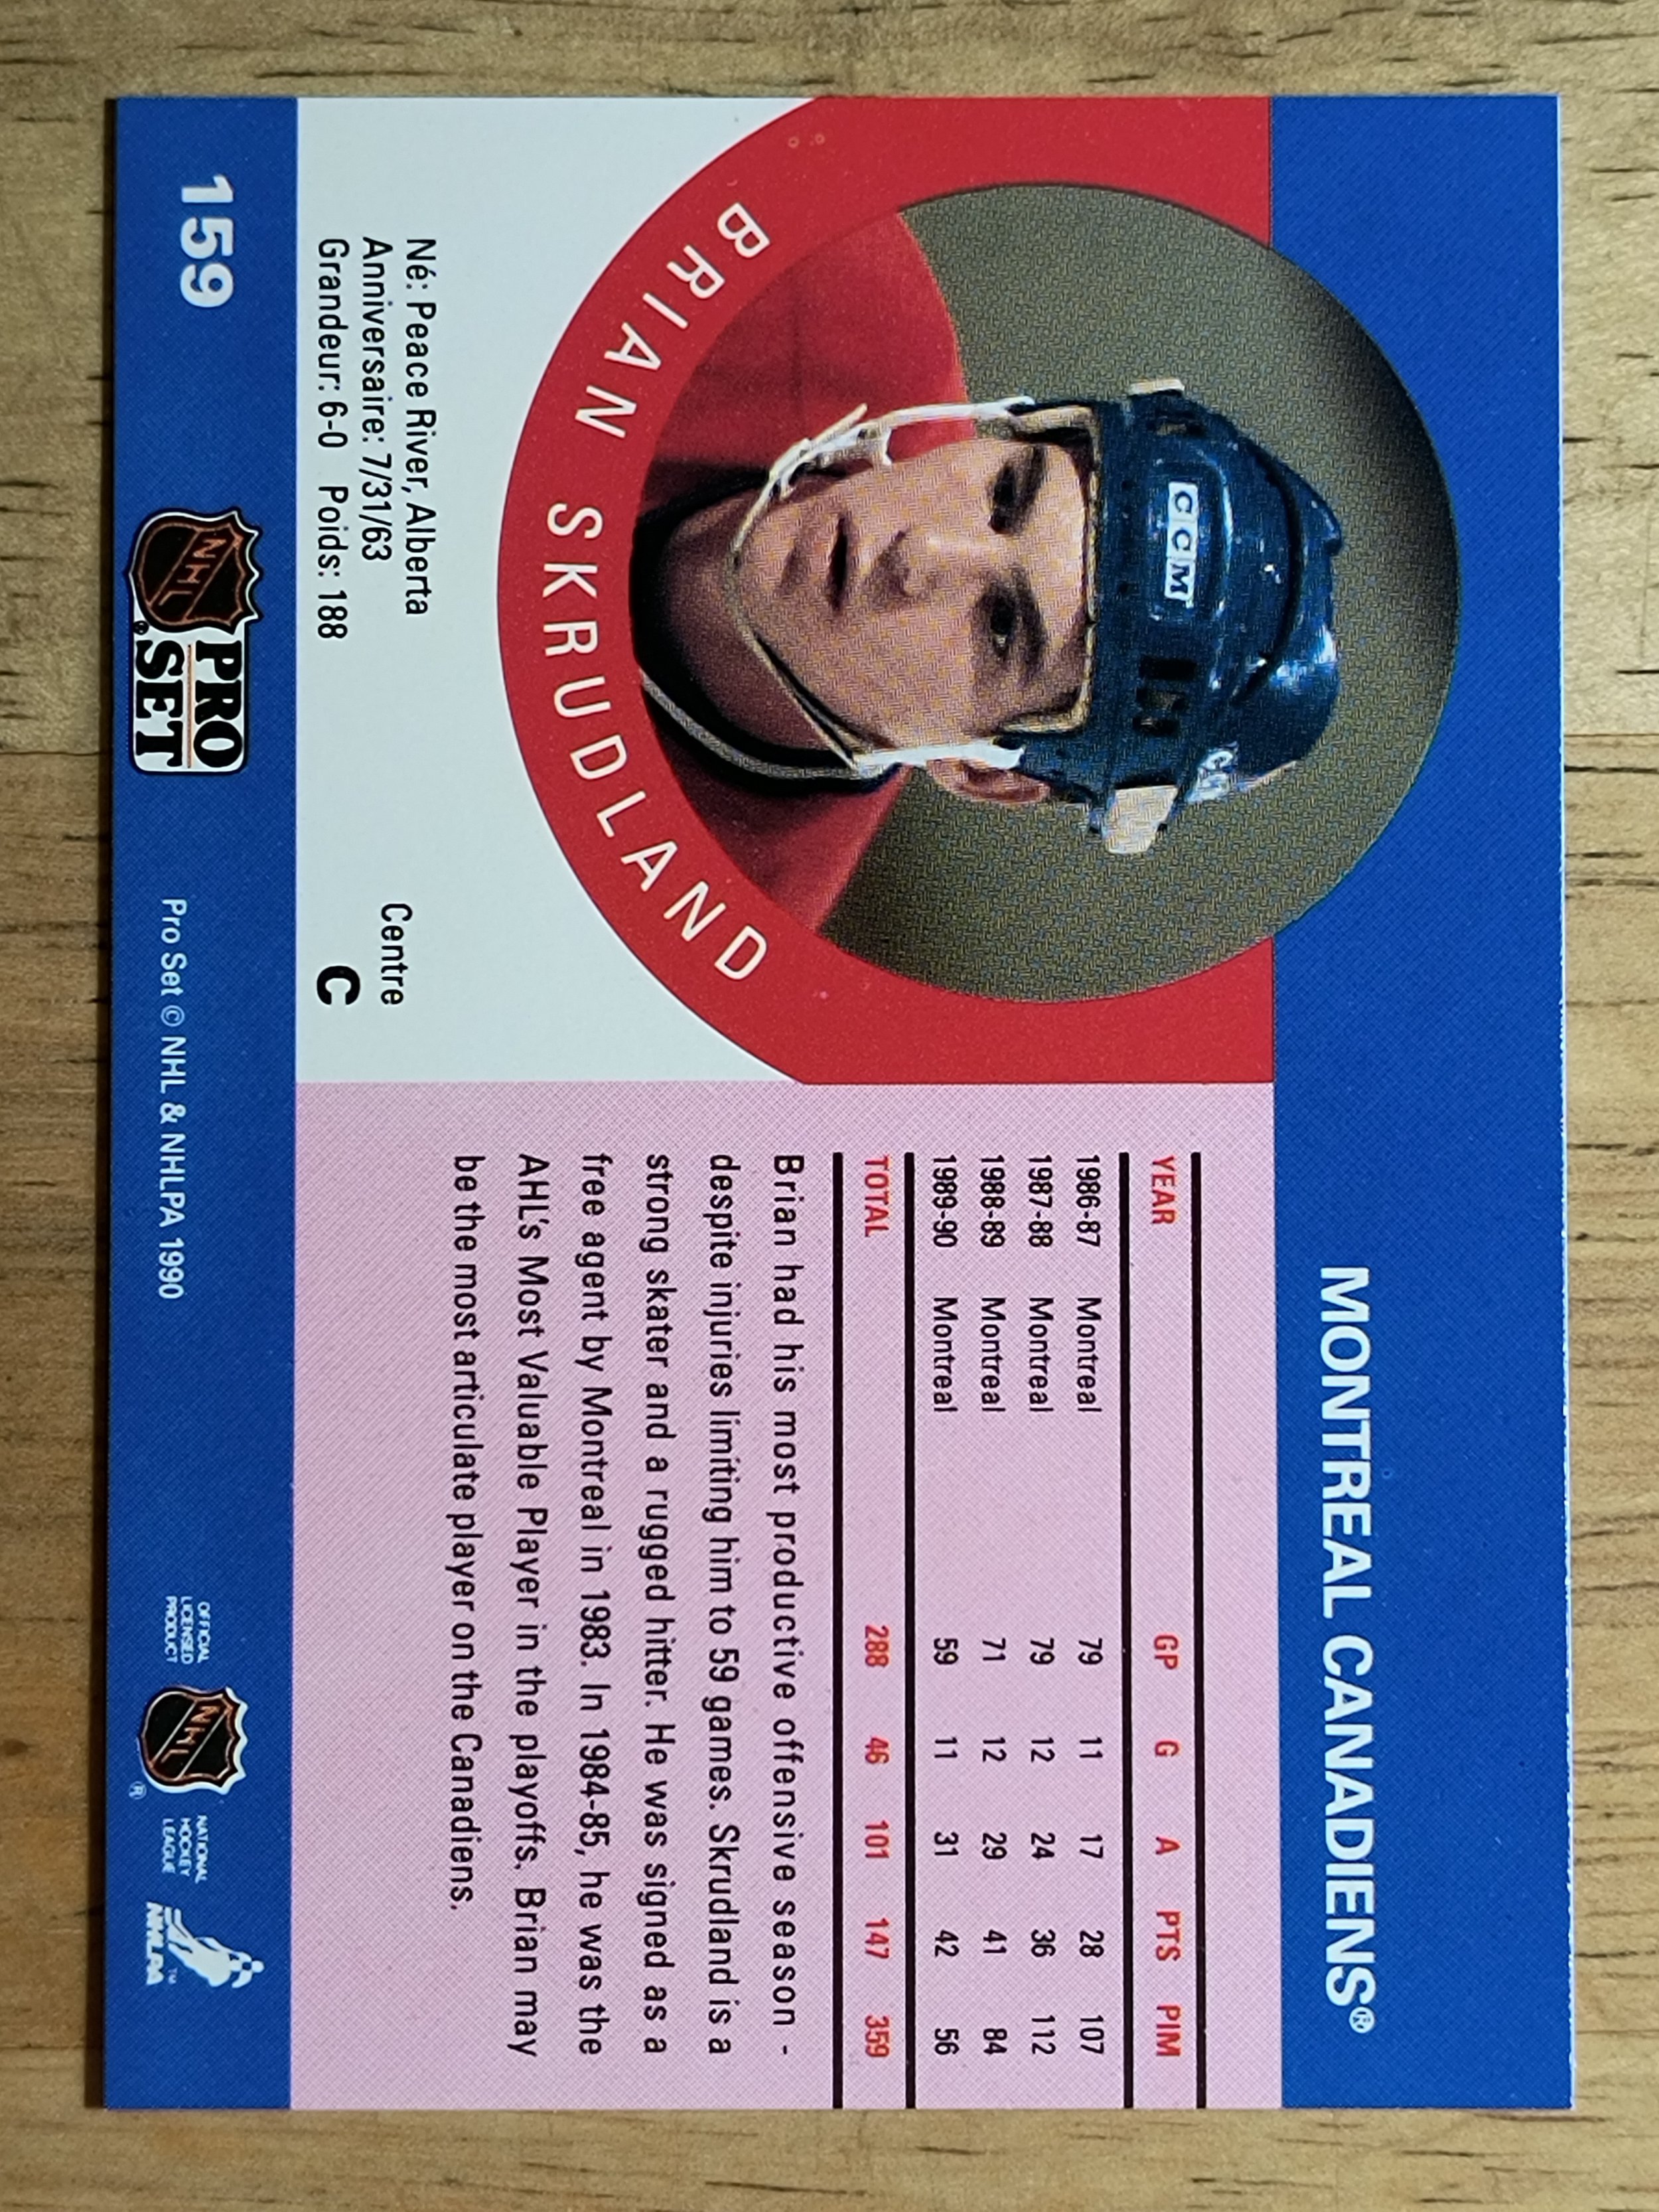 MONTREAL CANADIENS®
CCM
BRIAN SKRUDLAND
Né: Peace River, Alberta
Anniversaire: 7/31/63
Grandeur: 6-0 Poids: 188
Centre
C
YEAR GP G A PTS PIM
1986-87 Montreal 79 11 17 28 107
1987-88 Montreal 79 12 24 36 112
1988-89 Montreal 71 12 29 41 84
1989-90 Montreal 59 11 31 42 56
TOTAL 288 46 101 147 359
Brian had his most productive offensive season -
despite injuries limiting him to 59 games. Skrudland is a
strong skater and a rugged hitter. He was signed as a
free agent by Montreal in 1983. In 1984-85, he was the
AHL's Most Valuable Player in the playoffs. Brian may
be the most articulate player on the Canadiens.
159
NHL
PRO
SET®
Pro Set © NHL & NHLPA 1990
OFFICIAL
LICENSED
PRODUCT
NHL®
NATIONAL
HOCKEY
LEAGUE
NHLPA™